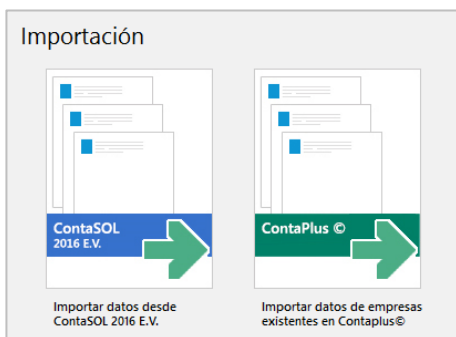 Importación
ContaSOL
2016 E.V.
ContaPlus ©
Importar datos desde
ContaSOL 2016 E.V.
Importar datos de empresas
existentes en Contaplus©